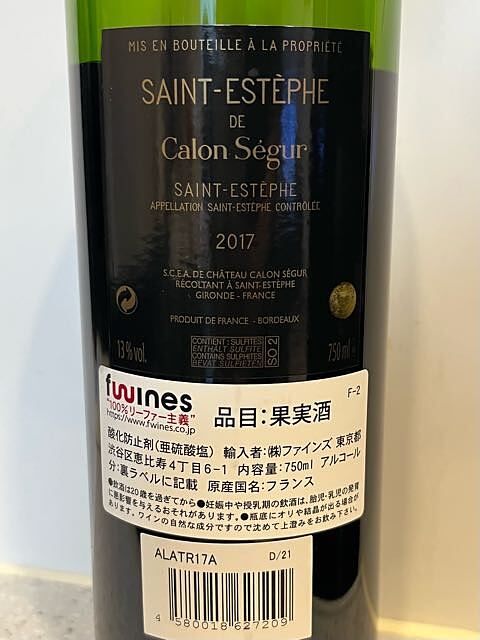 MIS EN BOUTEILLE À LA PROPRIÉTÉ
SAINT-ESTÈPHE
DE
Calon Ségur
SAINT-ESTÈPHE
APPELLATION SAINT-ESTÈPHE CONTRÔLÉE
2017
S.C.E.A. DE CHÂTEAU CALON SÉGUR
RÉCOLTANT À SAINT-ESTÈPHE
GIRONDE - FRANCE
PRODUIT DE FRANCE - BORDEAUX
13 % vol.
CONTIENT: SULFITES
ENTHÄLT SULFITE
CONTAINS SULPHITES
BEVAT SULFIETEN
SO2
750 ml
fwines
"100%リーファー主義"
https://www.fwines.co.jp
品目:果実酒
F-2
酸化防止剤(亜硫酸塩) 輸入者:㈱ファインズ 東京都
渋谷区恵比寿4丁目6-1 内容量:750ml アルコール
分:裏ラベルに記載 原産国名:フランス
●飲酒は20歳を過ぎてから●妊娠中や授乳期の飲酒は、胎児・乳児の発育
に悪影響を与えるおそれがあります。●瓶底にオリや結晶が出る場合が
あります。ワインの自然な成分ですので沈めて上澄みをお飲み下さい。
ALATR17A D/21
4 580018 627209